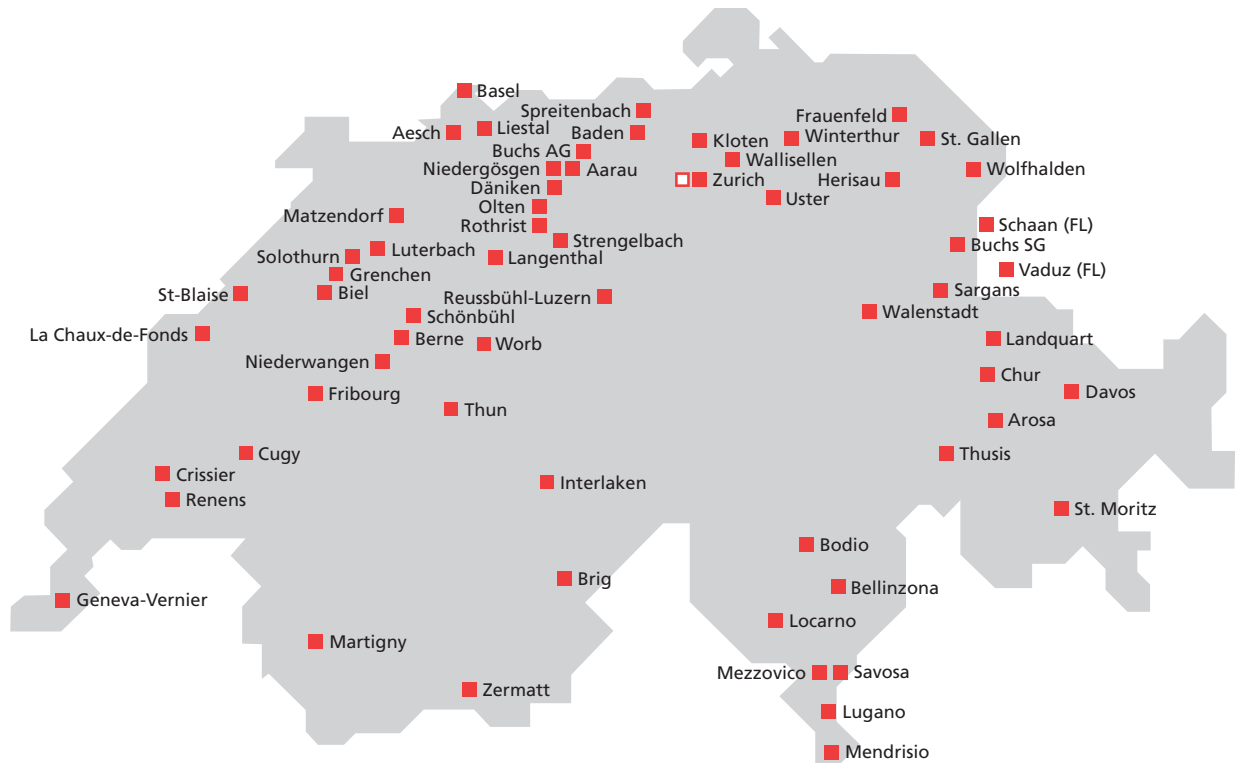 Basel
Spreitenbach
Frauenfeld
Aesch
Liestal
Baden
Kloten
Winterthur
St. Gallen
Buchs AG
Wallisellen
Niedergösgen
Aarau
Wolfhalden
Däniken
Zurich
Herisau
Uster
Olten
Matzendorf
Rothrist
Schaan (FL)
Strengelbach
Buchs SG
Luterbach
Solothurn
Langenthal
Grenchen
Vaduz (FL)
St-Blaise
Biel
Reussbühl-Luzern
Sargans
Schönbühl
Walenstadt
La Chaux-de-Fonds
Berne
Worb
Landquart
Niederwangen
Chur
Fribourg
Davos
Thun
Arosa
Cugy
Thusis
Crissier
Interlaken
Renens
St. Moritz
Bodio
Brig
Bellinzona
Geneva-Vernier
Locarno
Martigny
Mezzovico
Savosa
Zermatt
Lugano
Mendrisio